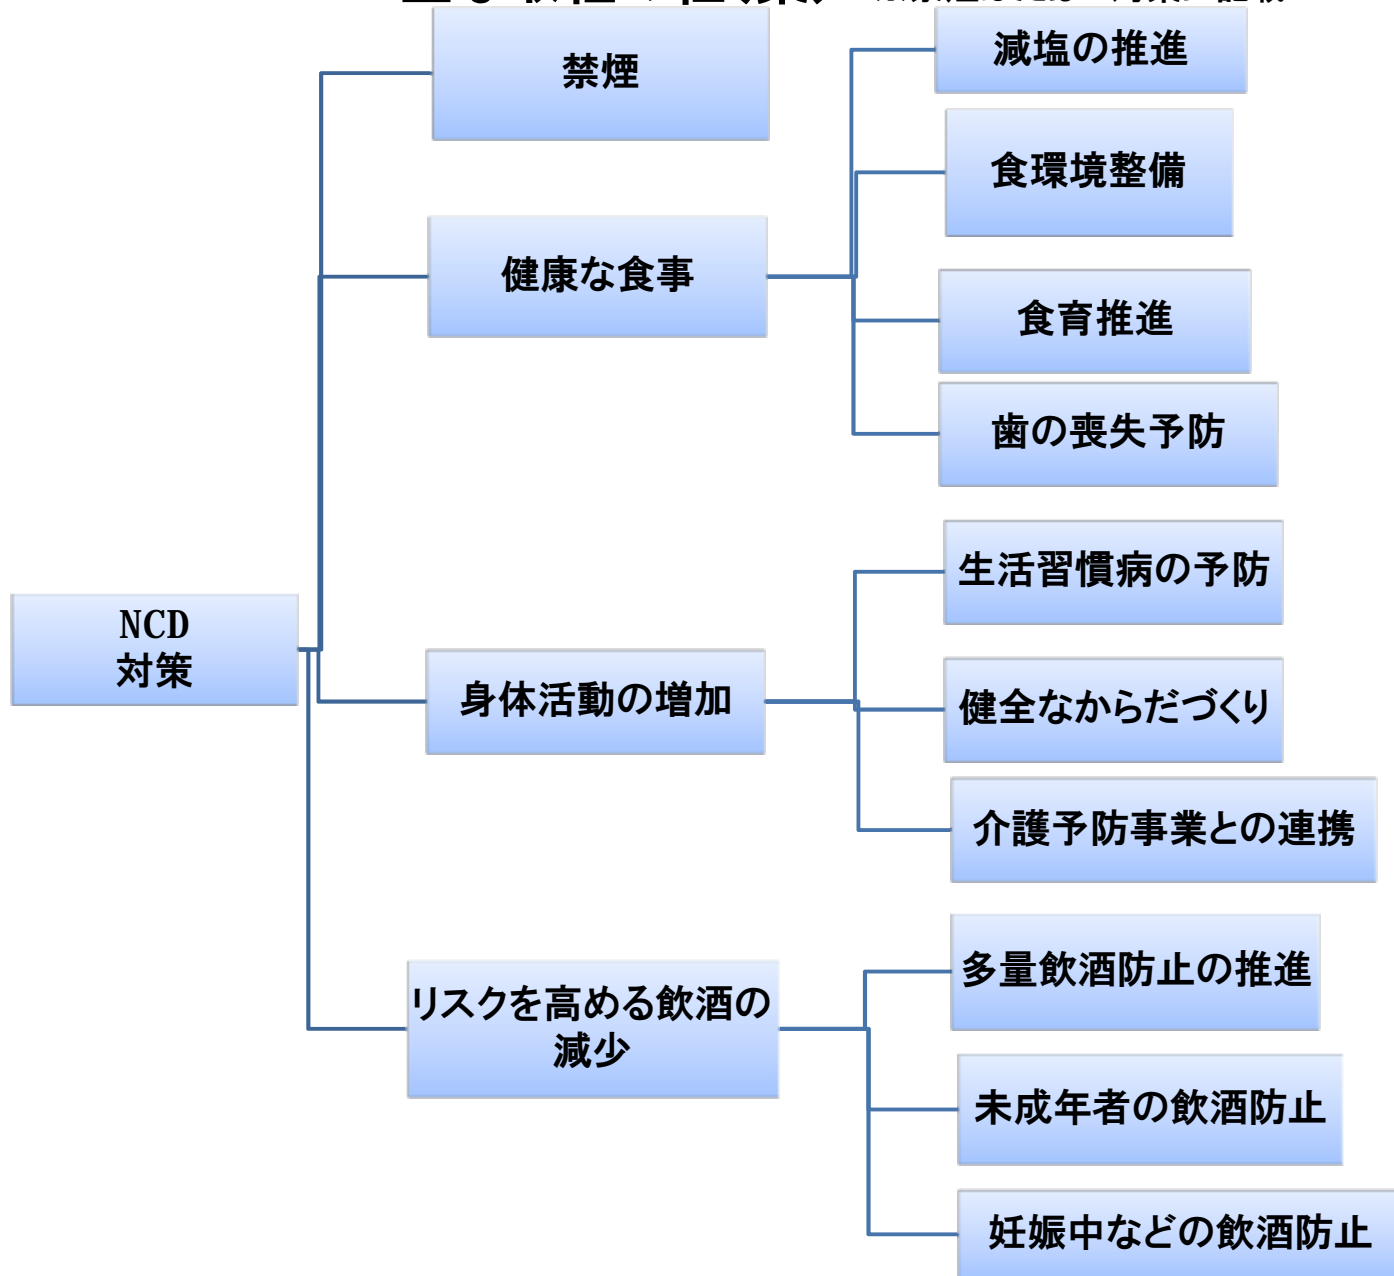 禁煙
減塩の推進
食環境整備
健康な食事
食育推進
歯の喪失予防
生活習慣病の予防
NCD
対策
身体活動の増加
健全なからだづくり
介護予防事業との連携
多量飲酒防止の推進
リスクを高める飲酒の
減少
未成年者の飲酒防止
妊娠中などの飲酒防止